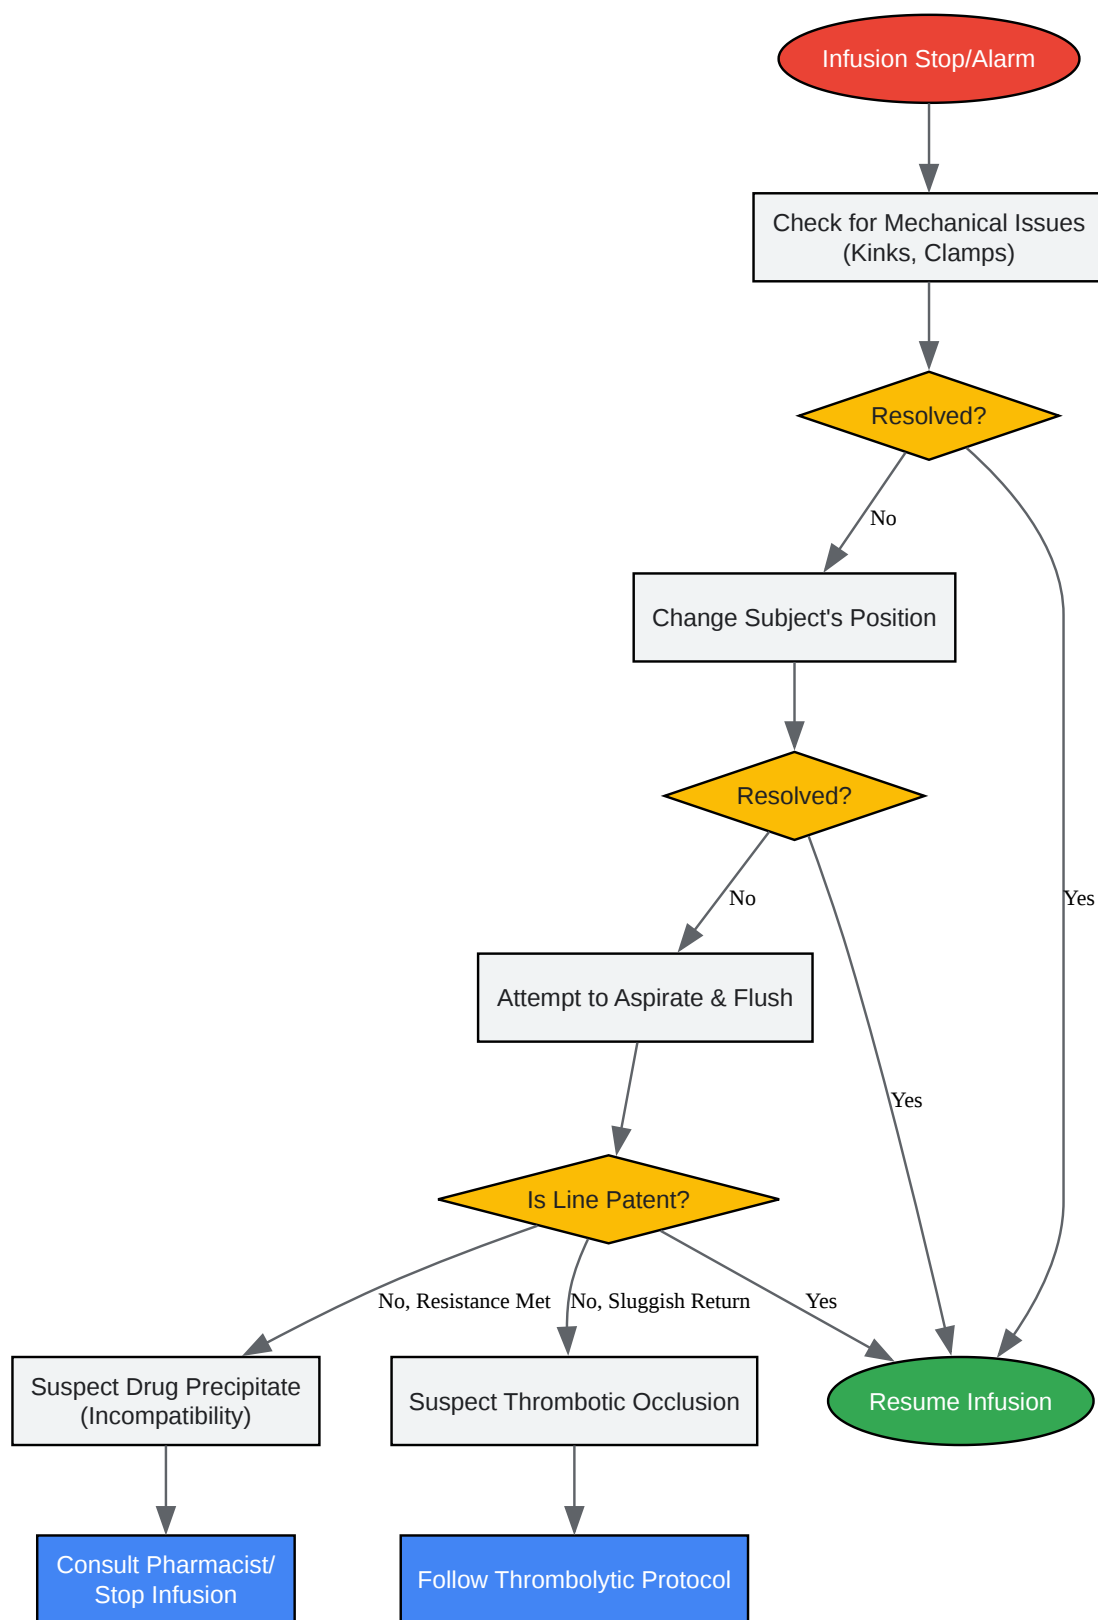 Infusion Stop/Alarm
Check for Mechanical Issues
(Kinks, Clamps)
Resolved?
No
Change Subject's Position
Resolved?
No
Yes
Attempt to Aspirate & Flush
Yes
Is Line Patent?
No, Resistance Met
No, Sluggish Return
Yes
Suspect Drug Precipitate
(Incompatibility)
Suspect Thrombotic Occlusion
Resume Infusion
Consult Pharmacist/
Stop Infusion
Follow Thrombolytic Protocol